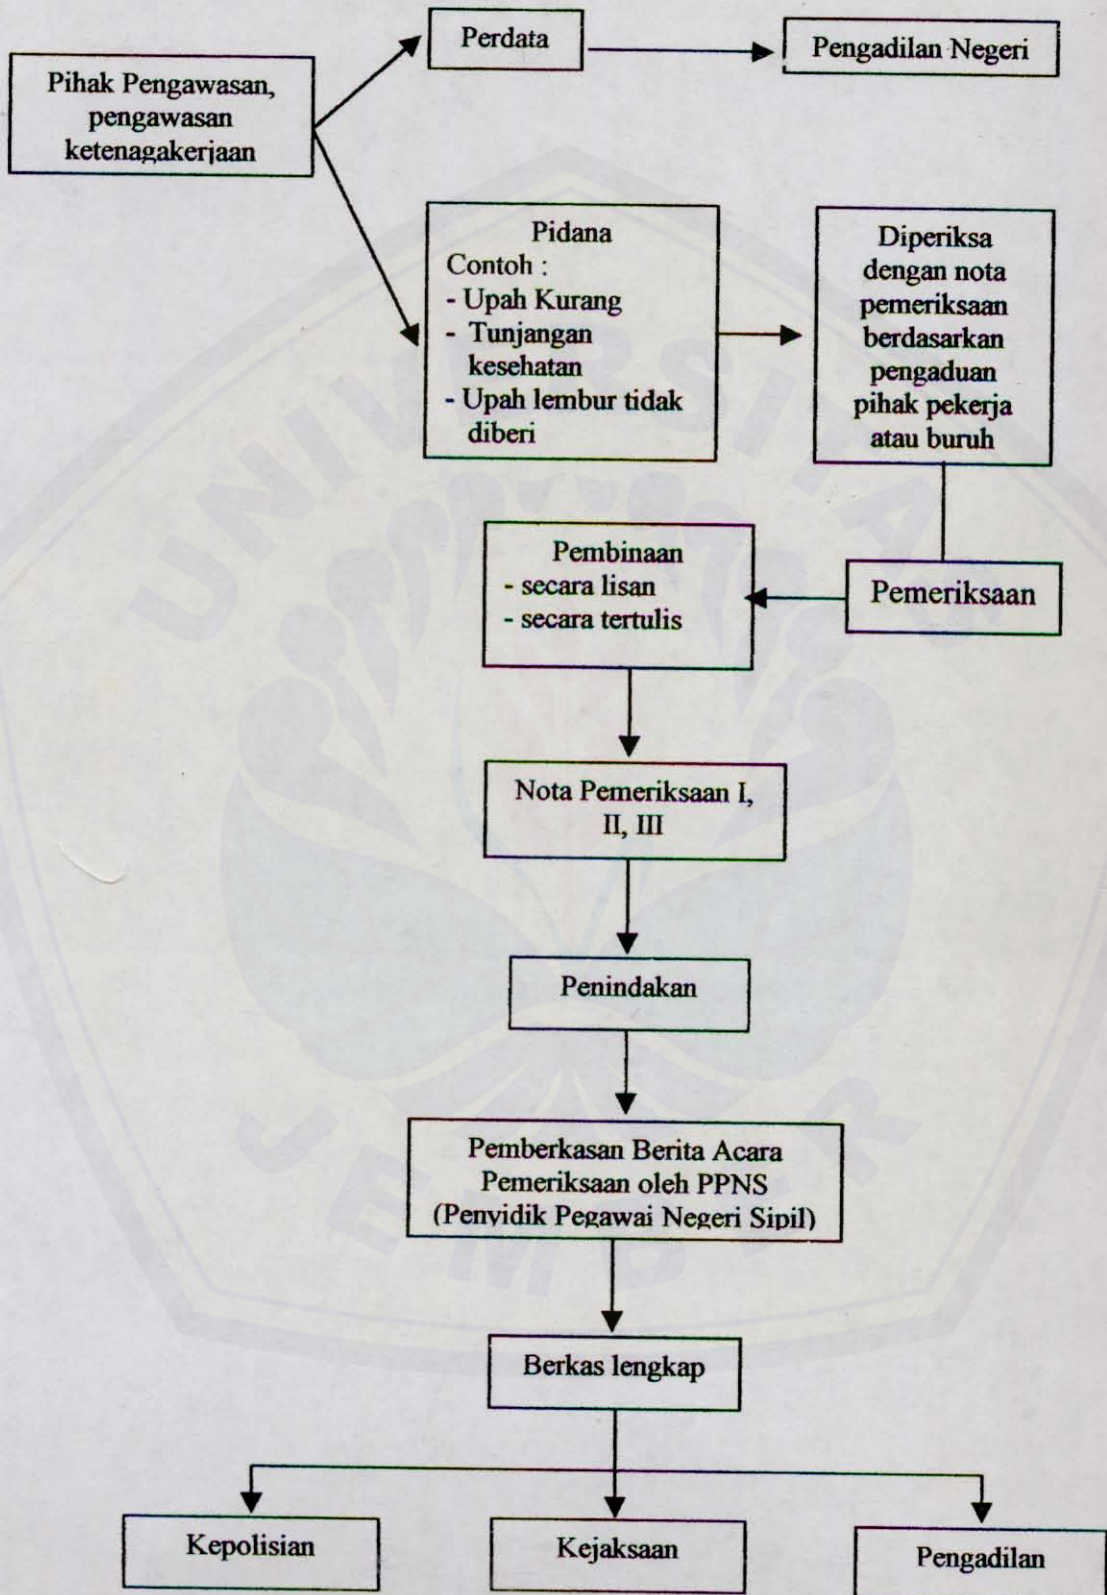 Perdata
Pengadilan Negeri
Pihak Pengawasan,
pengawasan
ketenagakerjaan
Pidana
Contoh :
- Upah Kurang
- Tunjangan
kesehatan
- Upah lembur tidak
diberi
Diperiksa
dengan nota
pemeriksaan
berdasarkan
pengaduan
pihak pekerja
atau buruh
Pembinaan
- secara lisan
- secara tertulis
Pemeriksaan
Nota Pemeriksaan I,
II, III
Penindakan
Pemberkasan Berita Acara
Pemeriksaan oleh PPNS
(Penyidik Pegawai Negeri Sipil)
Berkas lengkap
Kepolisian
Kejaksaan
Pengadilan
UNIVERSITAS
JEMBER